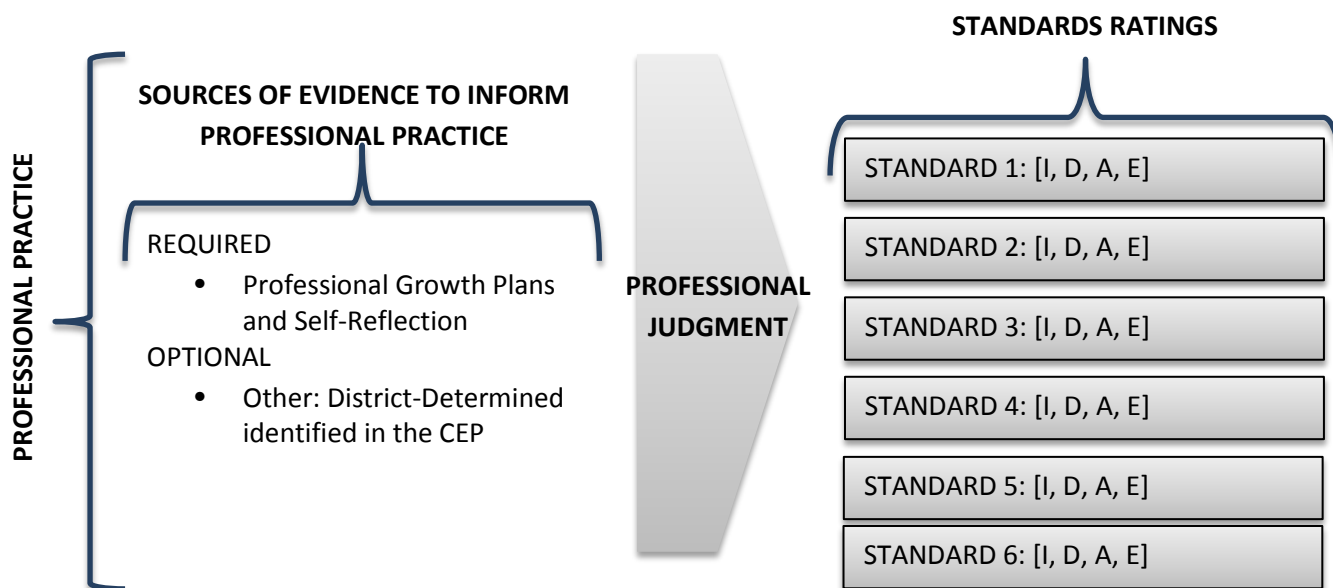 PROFESSIONAL PRACTICE
SOURCES OF EVIDENCE TO INFORM
PROFESSIONAL PRACTICE
REQUIRED
• Professional Growth Plans
and Self-Reflection
OPTIONAL
• Other: District-Determined
identified in the CEP
PROFESSIONAL
JUDGMENT
STANDARDS RATINGS
STANDARD 1: [I, D, A, E]
STANDARD 2: [I, D, A, E]
STANDARD 3: [I, D, A, E]
STANDARD 4: [I, D, A, E]
STANDARD 5: [I, D, A, E]
STANDARD 6: [I, D, A, E]